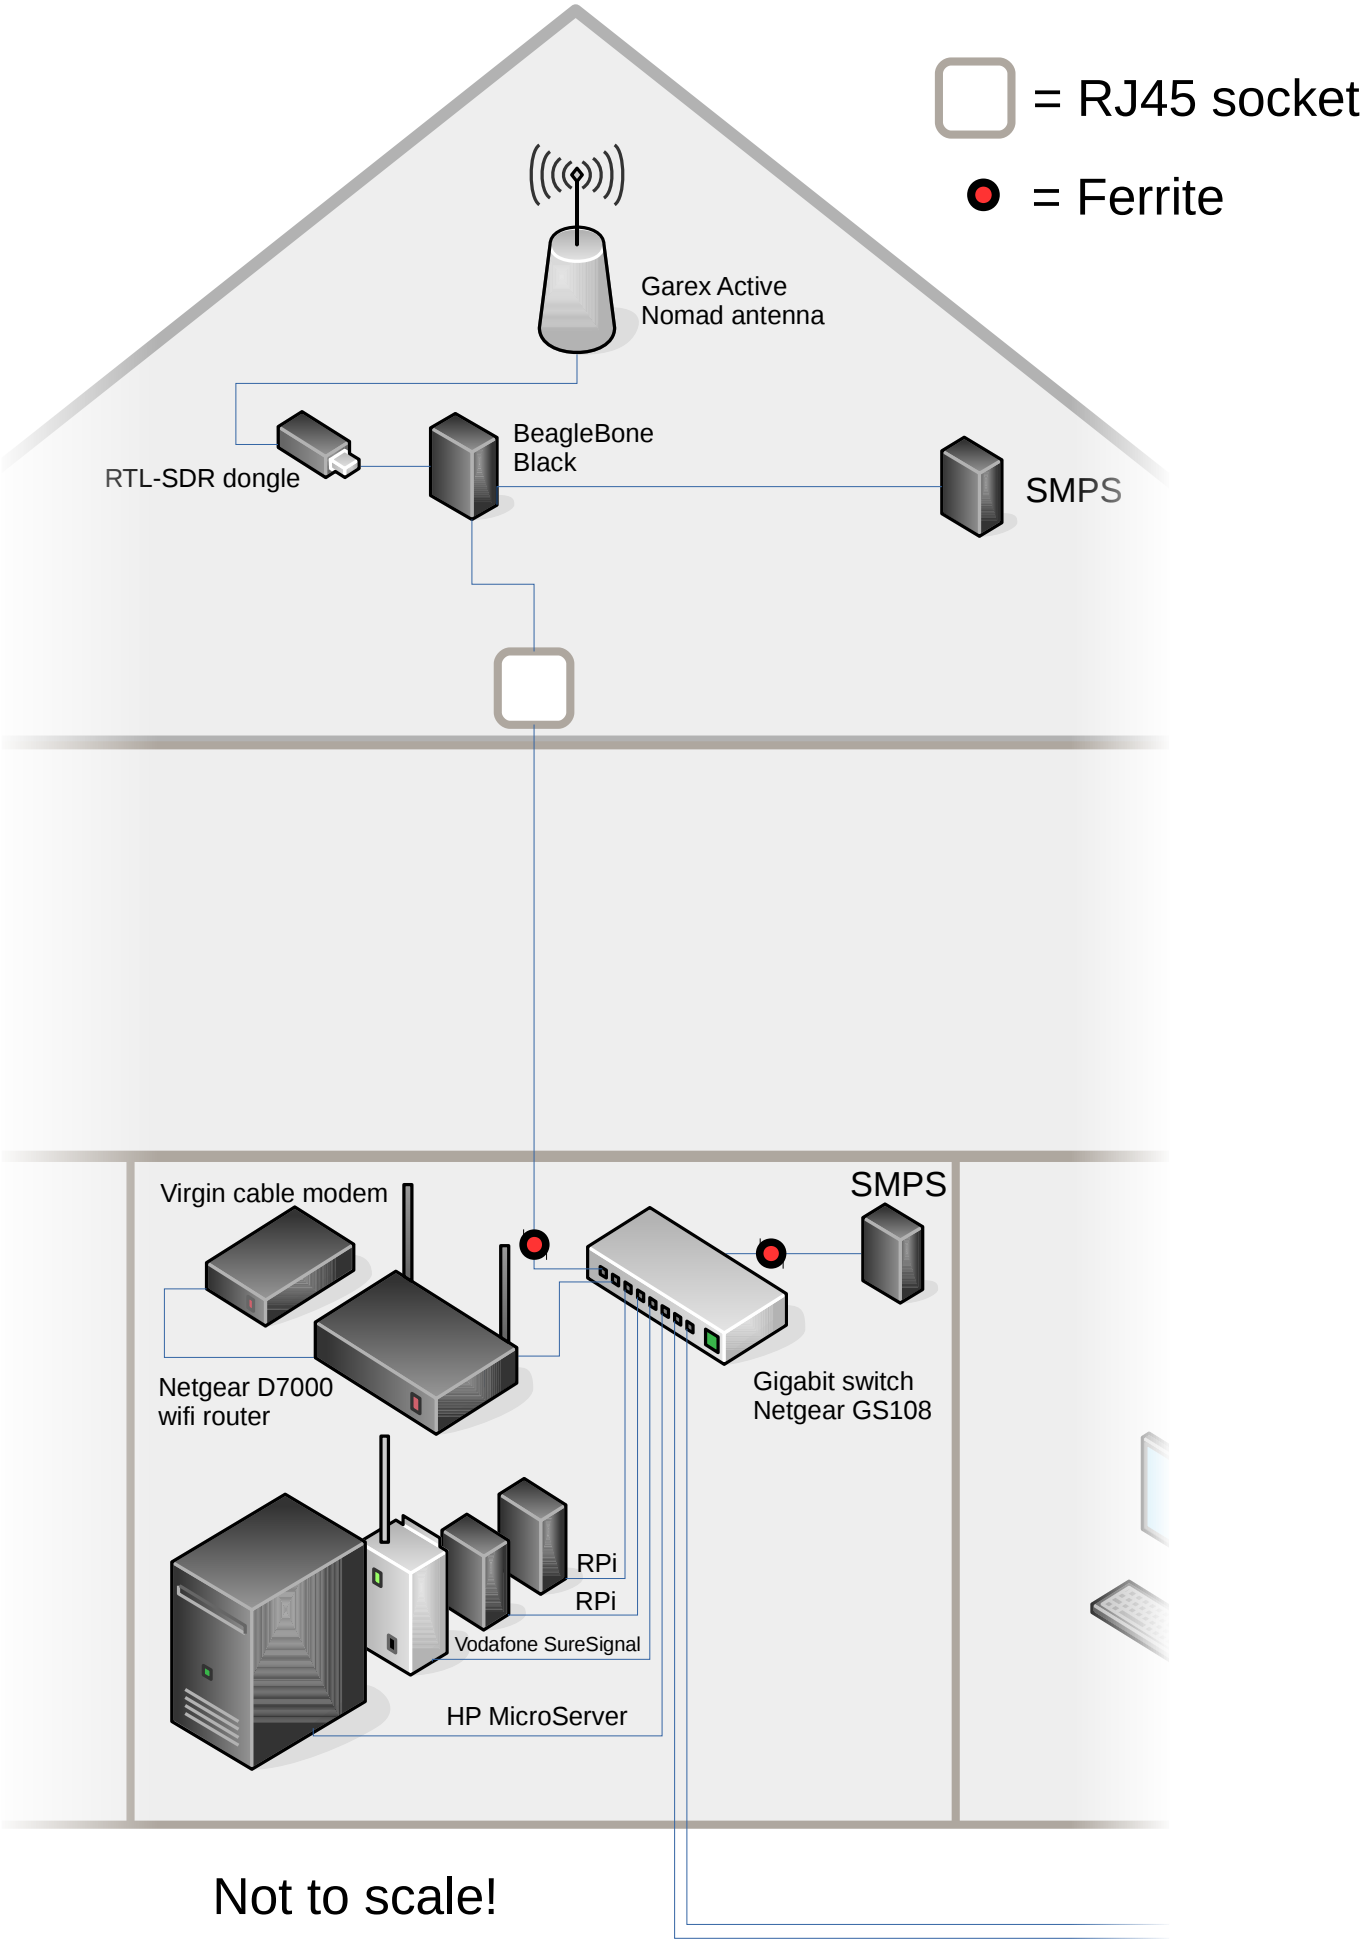 = RJ45 socket
= Ferrite
Garex Active
Nomad antenna
BeagleBone
Black
RTL-SDR dongle
SMPS
SMPS
Virgin cable modem
Netgear D7000
wifi router
Gigabit switch
Netgear GS108
RPi
RPi
Vodafone SureSignal
HP MicroServer
Not to scale!